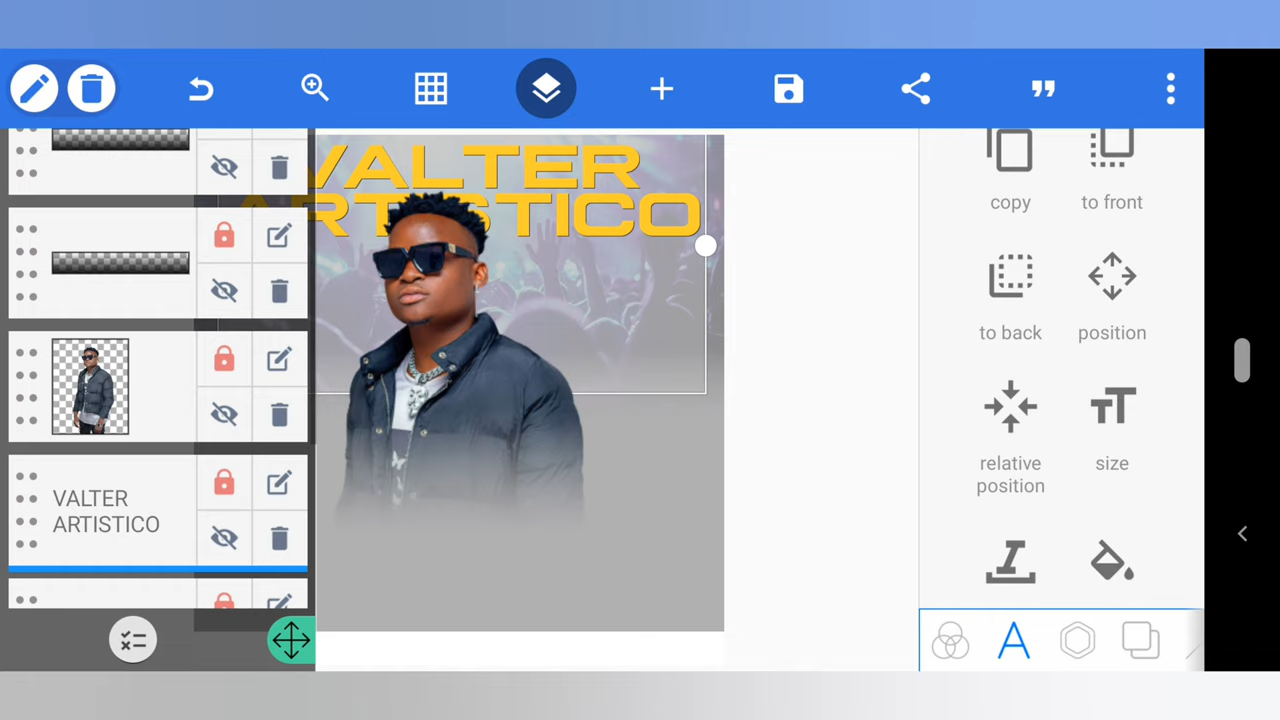 VALTER
ARTISTICO
VALTER
ARTISTICO
copy
to front
to back
position
relative
position
size